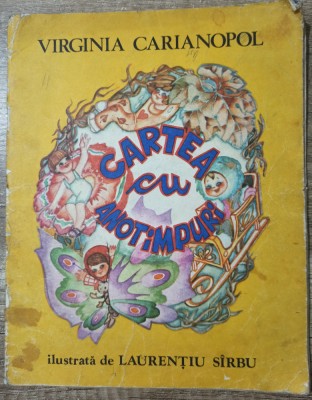 VIRGINIA CARIANOPOL
CARTEA
cu
ANOTIMPURI
ilustrată de LAURENȚIU SÎRBU